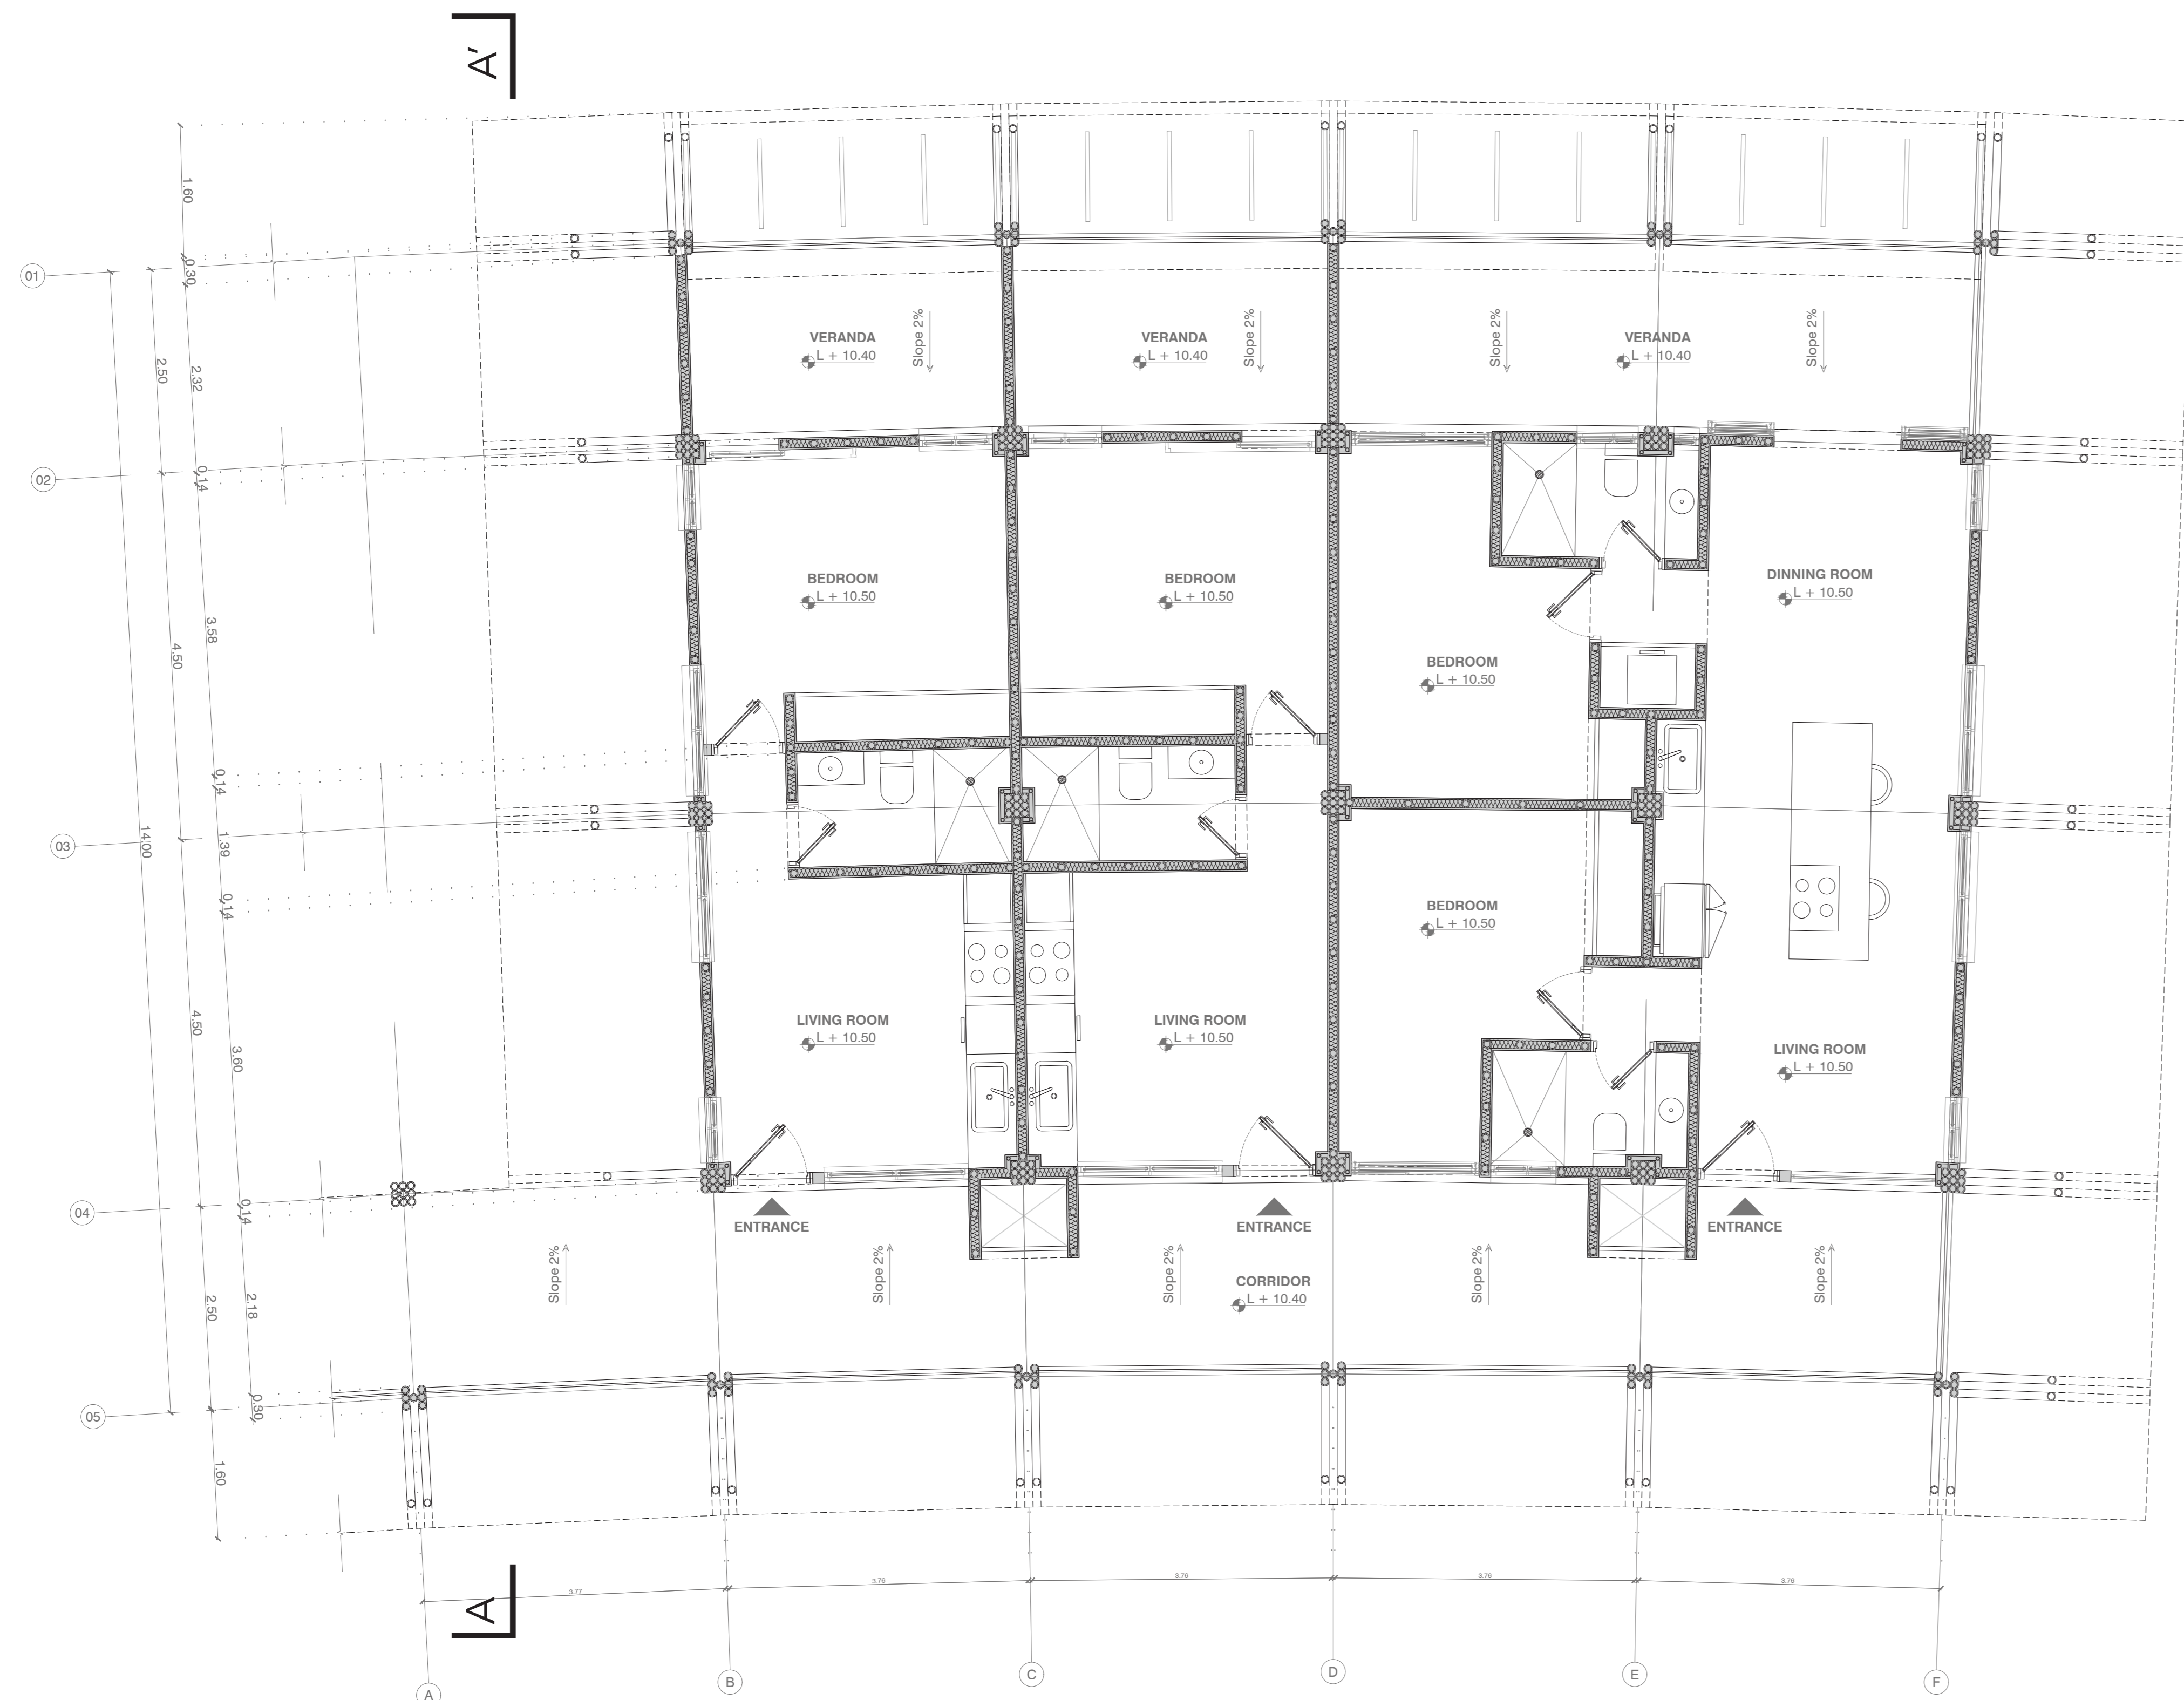 A'
1.60
01
0.30
2.50
2.32
VERANDA
L + 10.40
Slope 2%
VERANDA
L + 10.40
Slope 2%
Slope 2%
VERANDA
L + 10.40
Slope 2%
02
0.14
BEDROOM
L + 10.50
BEDROOM
L + 10.50
DINNING ROOM
L + 10.50
3.58
4.50
BEDROOM
L + 10.50
0.14
03
14.00
1.39
0.14
BEDROOM
L + 10.50
4.50
LIVING ROOM
L + 10.50
LIVING ROOM
L + 10.50
LIVING ROOM
L + 10.50
3.60
04
0.14
ENTRANCE
ENTRANCE
ENTRANCE
Slope 2%
Slope 2%
Slope 2%
CORRIDOR
L + 10.40
Slope 2%
Slope 2%
2.50
2.18
05
0.30
1.60
3.77
3.76
3.76
3.76
3.76
A
A
B
C
D
E
F